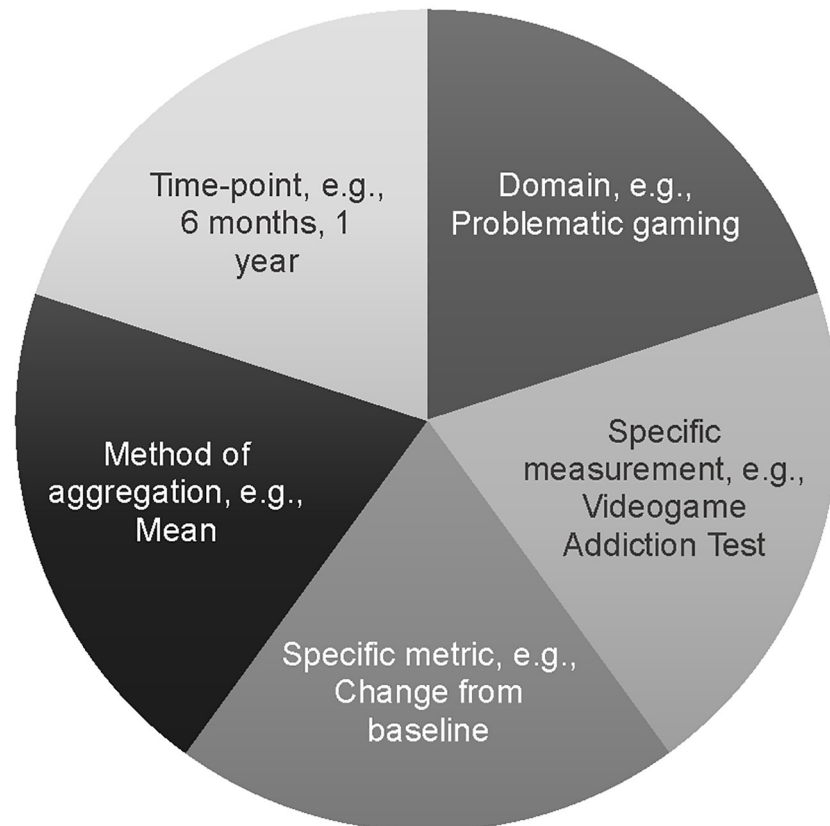 Domain, e.g.,
Problematic gaming
Specific
measurement, e.g.,
Videogame
Addiction Test
Specific metric, e.g.,
Change from
baseline
Method of
aggregation, e.g.,
Mean
Time-point, e.g.,
6 months, 1
year